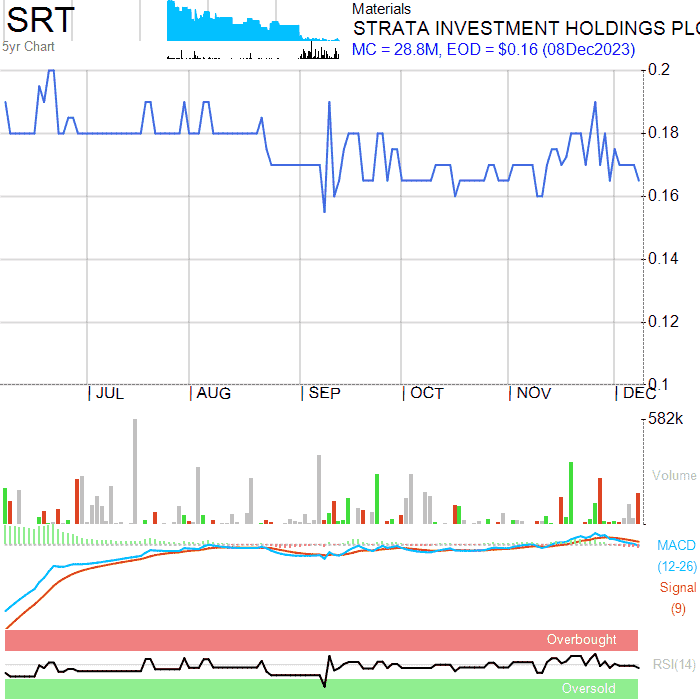 SRT
5yr Chart
Materials
STRATA INVESTMENT HOLDINGS PLC
MC = 28.8M, EOD = $0.16 (08Dec2023)
0.2
0.18
0.16
0.14
0.12
0.1
JUL AUG SEP OCT NOV DEC
582k
Volume
MACD
(12-26)
Signal
(9)
Overbought
RSI(14)
Oversold